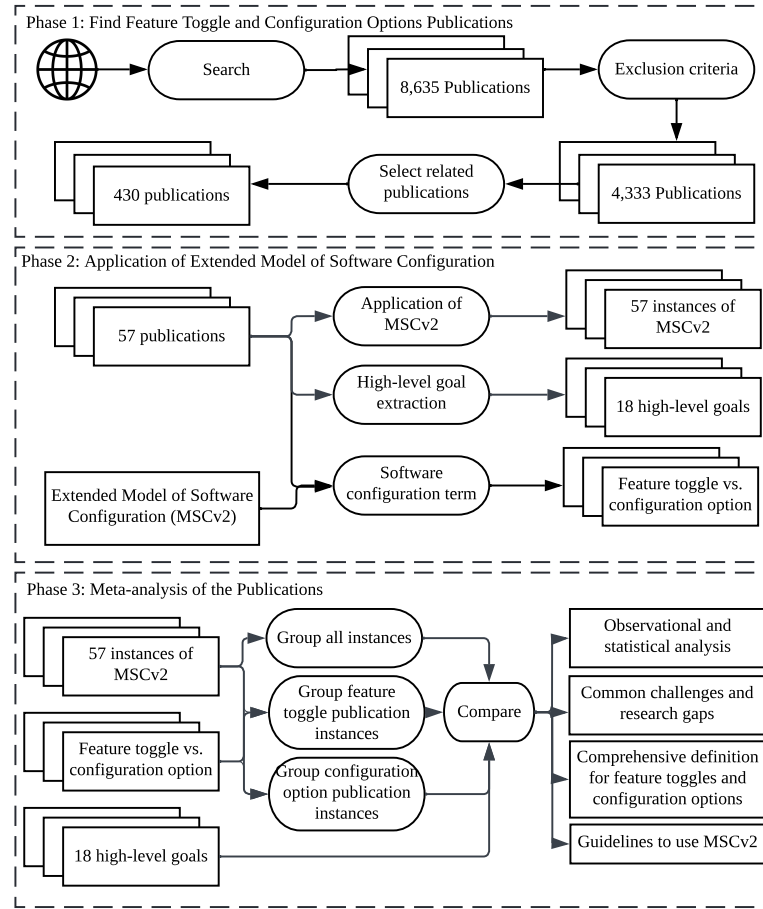 Phase 1: Find Feature Toggle and Configuration Options Publications
Search
8,635 Publications
Exclusion criteria
4,333 Publications
Select related
publications
430 publications
Phase 2: Application of Extended Model of Software Configuration
57 publications
Application of
MSCv2
57 instances of
MSCv2
High-level goal
extraction
18 high-level goals
Extended Model of Software
Configuration (MSCv2)
Software
configuration term
Feature toggle vs.
configuration option
Phase 3: Meta-analysis of the Publications
57 instances of
MSCv2
Feature toggle vs.
configuration option
18 high-level goals
Group all instances
Group feature
toggle publication
instances
Group configuration
option publication
instances
Compare
Observational and
statistical analysis
Common challenges and
research gaps
Comprehensive definition
for feature toggles and
configuration options
Guidelines to use MSCv2